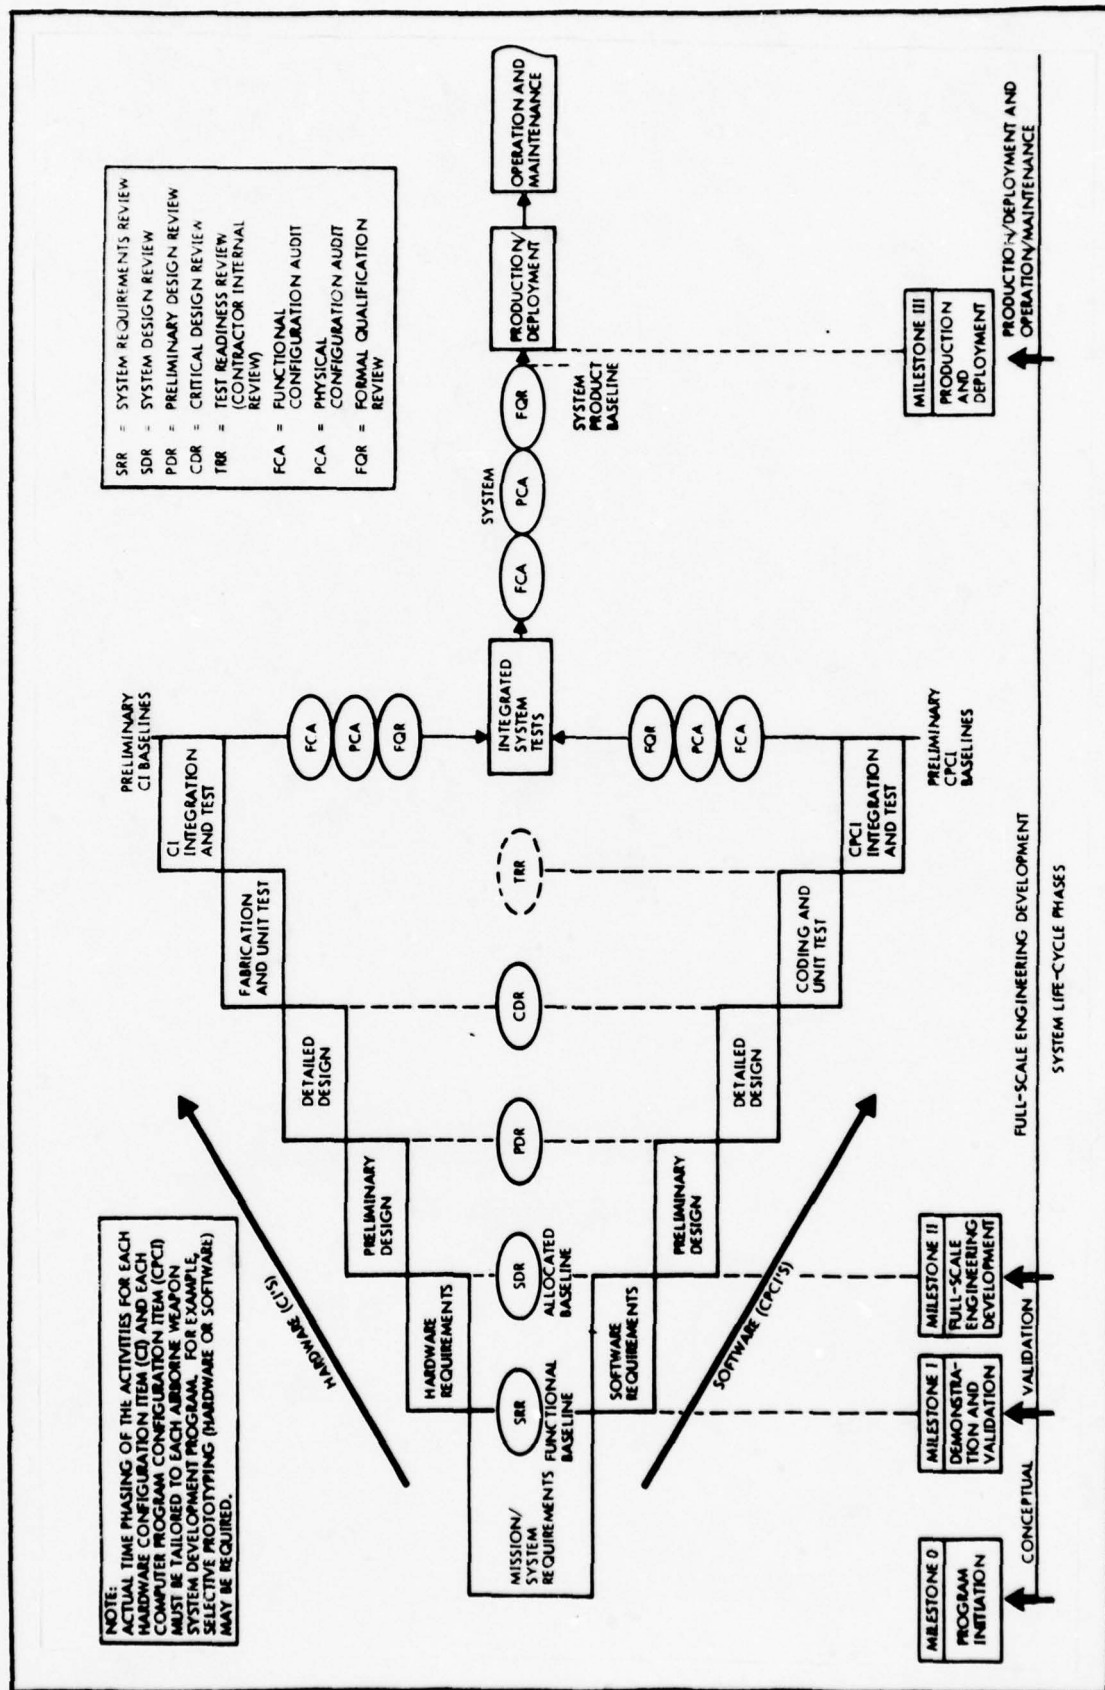 NOTE:
ACTUAL TIME PHASING OF THE ACTIVITIES FOR EACH
HARDWARE CONFIGURATION ITEM (CI) AND EACH
COMPUTER PROGRAM CONFIGURATION ITEM (CPCI)
MUST BE TAILORED TO EACH AIRBORNE WEAPON
SYSTEM DEVELOPMENT PROGRAM. FOR EXAMPLE,
SELECTIVE PROTOTYPING (HARDWARE OR SOFTWARE)
MAY BE REQUIRED.
SRR = SYSTEM REQUIREMENTS REVIEW
SDR = SYSTEM DESIGN REVIEW
PDR = PRELIMINARY DESIGN REVIEW
CDR = CRITICAL DESIGN REVIEW
TRR = TEST READINESS REVIEW
(CONTRACTOR INTERNAL
REVIEW)
FCA = FUNCTIONAL
CONFIGURATION AUDIT
PCA = PHYSICAL
CONFIGURATION AUDIT
FQR = FORMAL QUALIFICATION
REVIEW
PRELIMINARY
CI BASELINES
CI
INTEGRATION
AND TEST
FABRICATION
AND UNIT TEST
DETAILED
DESIGN
PRELIMINARY
DESIGN
HARDWARE
REQUIREMENTS
HARDWARE (CI'S)
FCA
PCA
FQR
MISSION/
SYSTEM
REQUIREMENTS
SRR
FUNCTIONAL
BASELINE
SDR
ALLOCATED
BASELINE
PDR
CDR
TRR
INTEGRATED
SYSTEM
TESTS
SYSTEM
FCA
PCA
FQR
SYSTEM
PRODUCT
BASELINE
PRODUCTION/
DEPLOYMENT
OPERATION AND
MAINTENANCE
SOFTWARE
REQUIREMENTS
PRELIMINARY
DESIGN
DETAILED
DESIGN
CODING AND
UNIT TEST
CPCI
INTEGRATION
AND TEST
FQR
PCA
FCA
PRELIMINARY
CPCI
BASELINES
SOFTWARE (CPCI'S)
MILESTONE 0
PROGRAM
INITIATION
MILESTONE I
DEMONSTRA-
TION AND
VALIDATION
MILESTONE II
FULL-SCALE
ENGINEERING
DEVELOPMENT
MILESTONE III
PRODUCTION
AND
DEPLOYMENT
CONCEPTUAL
VALIDATION
FULL-SCALE ENGINEERING DEVELOPMENT
PRODUCTION/DEPLOYMENT AND
OPERATION/MAINTENANCE
SYSTEM LIFE-CYCLE PHASES